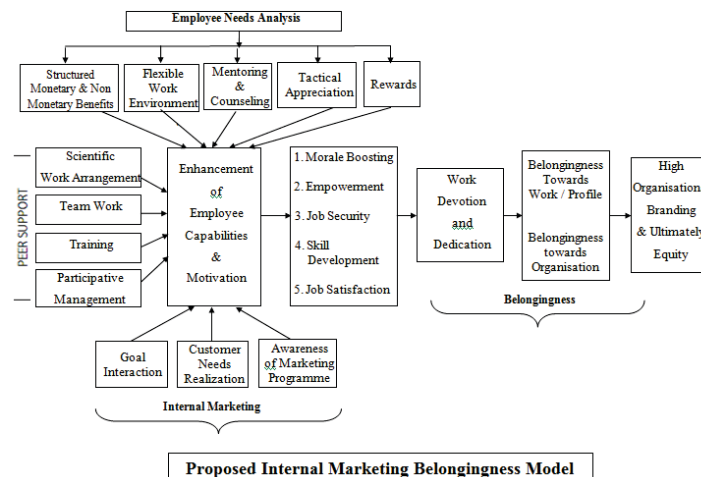 Employee Needs Analysis
Structured
Monetary & Non
Monetary Benefits
Flexible
Work
Environment
Mentoring
&
Counseling
Tactical
Appreciation
Rewards
PEER SUPPORT
Scientific
Work Arrangement
Team Work
Training
Participative
Management
Enhancement
of
Employee
Capabilities
&
Motivation
1. Morale Boosting
2. Empowerment
3. Job Security
4. Skill
Development
5. Job Satisfaction
Work
Devotion
and
Dedication
Belongingness
Towards
Work / Profile
Belongingness
towards
Organisation
High
Organisation
Branding
& Ultimately
Equity
Belongingness
Goal
Interaction
Customer
Needs
Realization
Awareness
of Marketing
Programme
Internal Marketing
Proposed Internal Marketing Belongingness Model